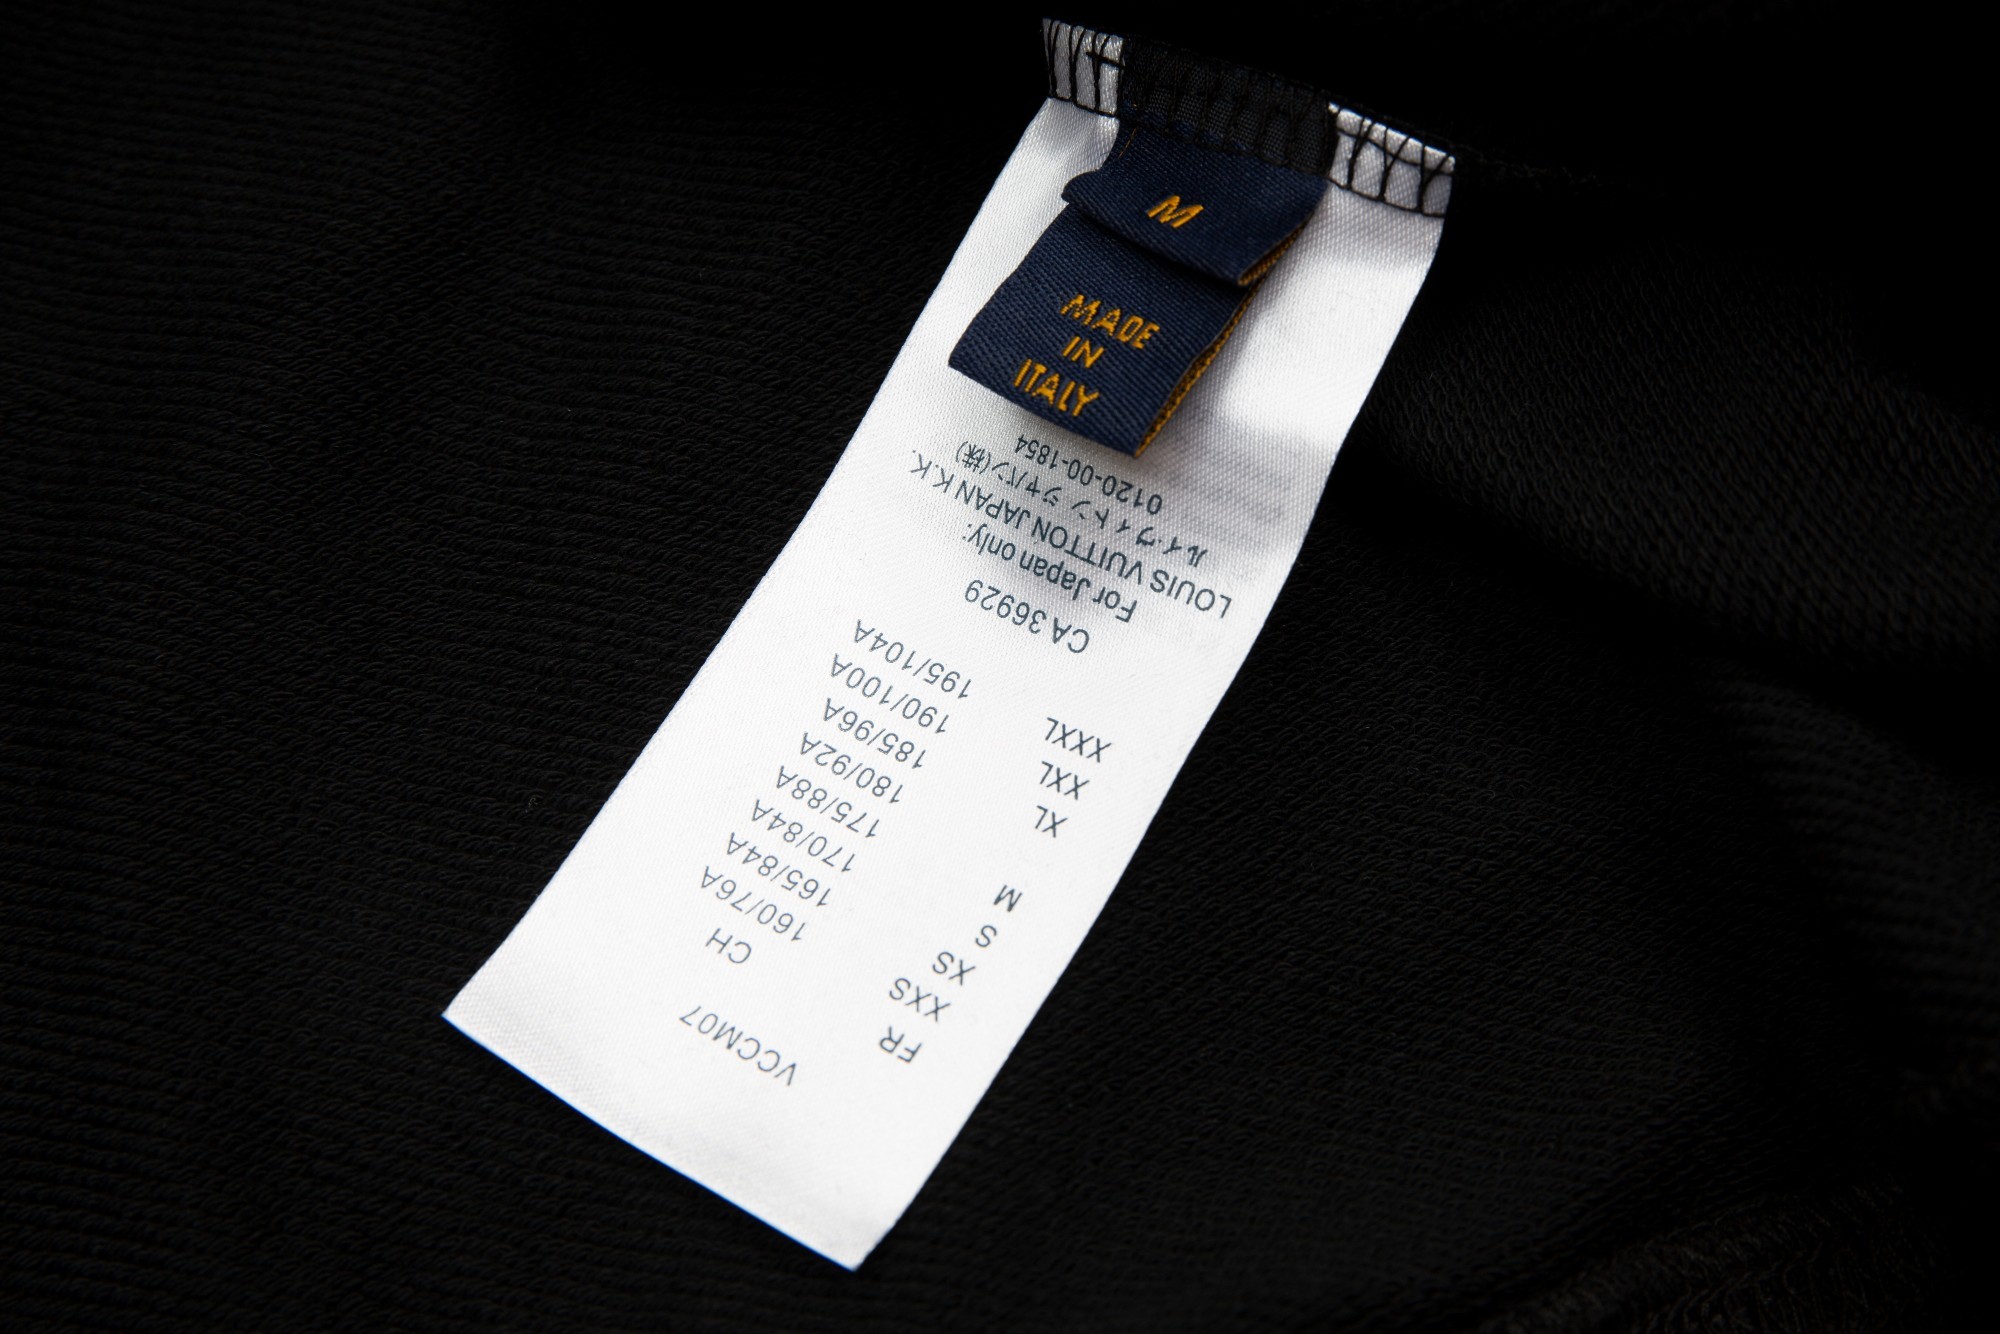 M
MADE
IN
ITALY
VCCM07
FR CH
XXS 160/76A
XS 165/84A
S 170/84A
M 175/88A
180/92A
XL 185/96A
XXL 190/100A
XXXL 195/104A
CA 36929
For Japan only:
LOUIS VUITTON JAPAN K.K.
ルイ・ヴィトン ジャパン(株)
0120-00-1854